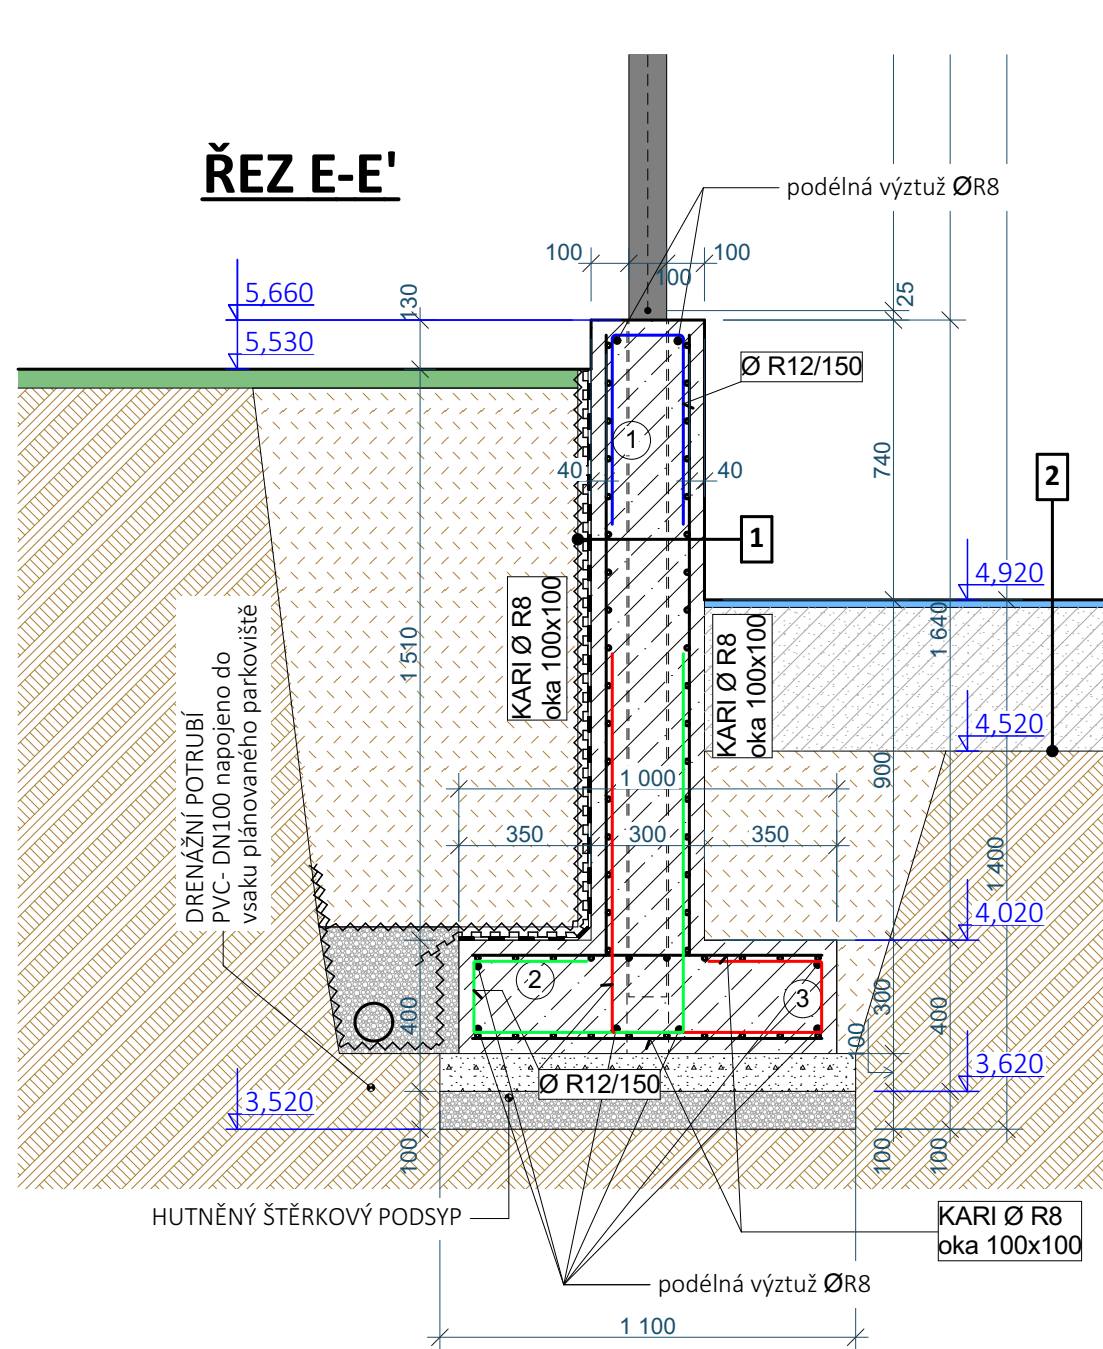 ŘEZ E-E'
podélná výztuž ØR8
100
100
100
25
5,660
130
5,530
Ø R12/150
1
40
40
740
2
1
4,920
KARI Ø R8
oka 100x100
KARI Ø R8
oka 100x100
1 510
1 640
DRENÁŽNÍ POTRUBÍ
PVC- DN100 napojeno do
vsaku plánovaného parkoviště
4,520
1 000
900
350
300
350
1 400
4,020
2
3
400
300
400
100
3,620
Ø R12/150
3,520
100
100
100
HUTNĚNÝ ŠTĚRKOVÝ PODSYP
KARI Ø R8
oka 100x100
podélná výztuž ØR8
1 100